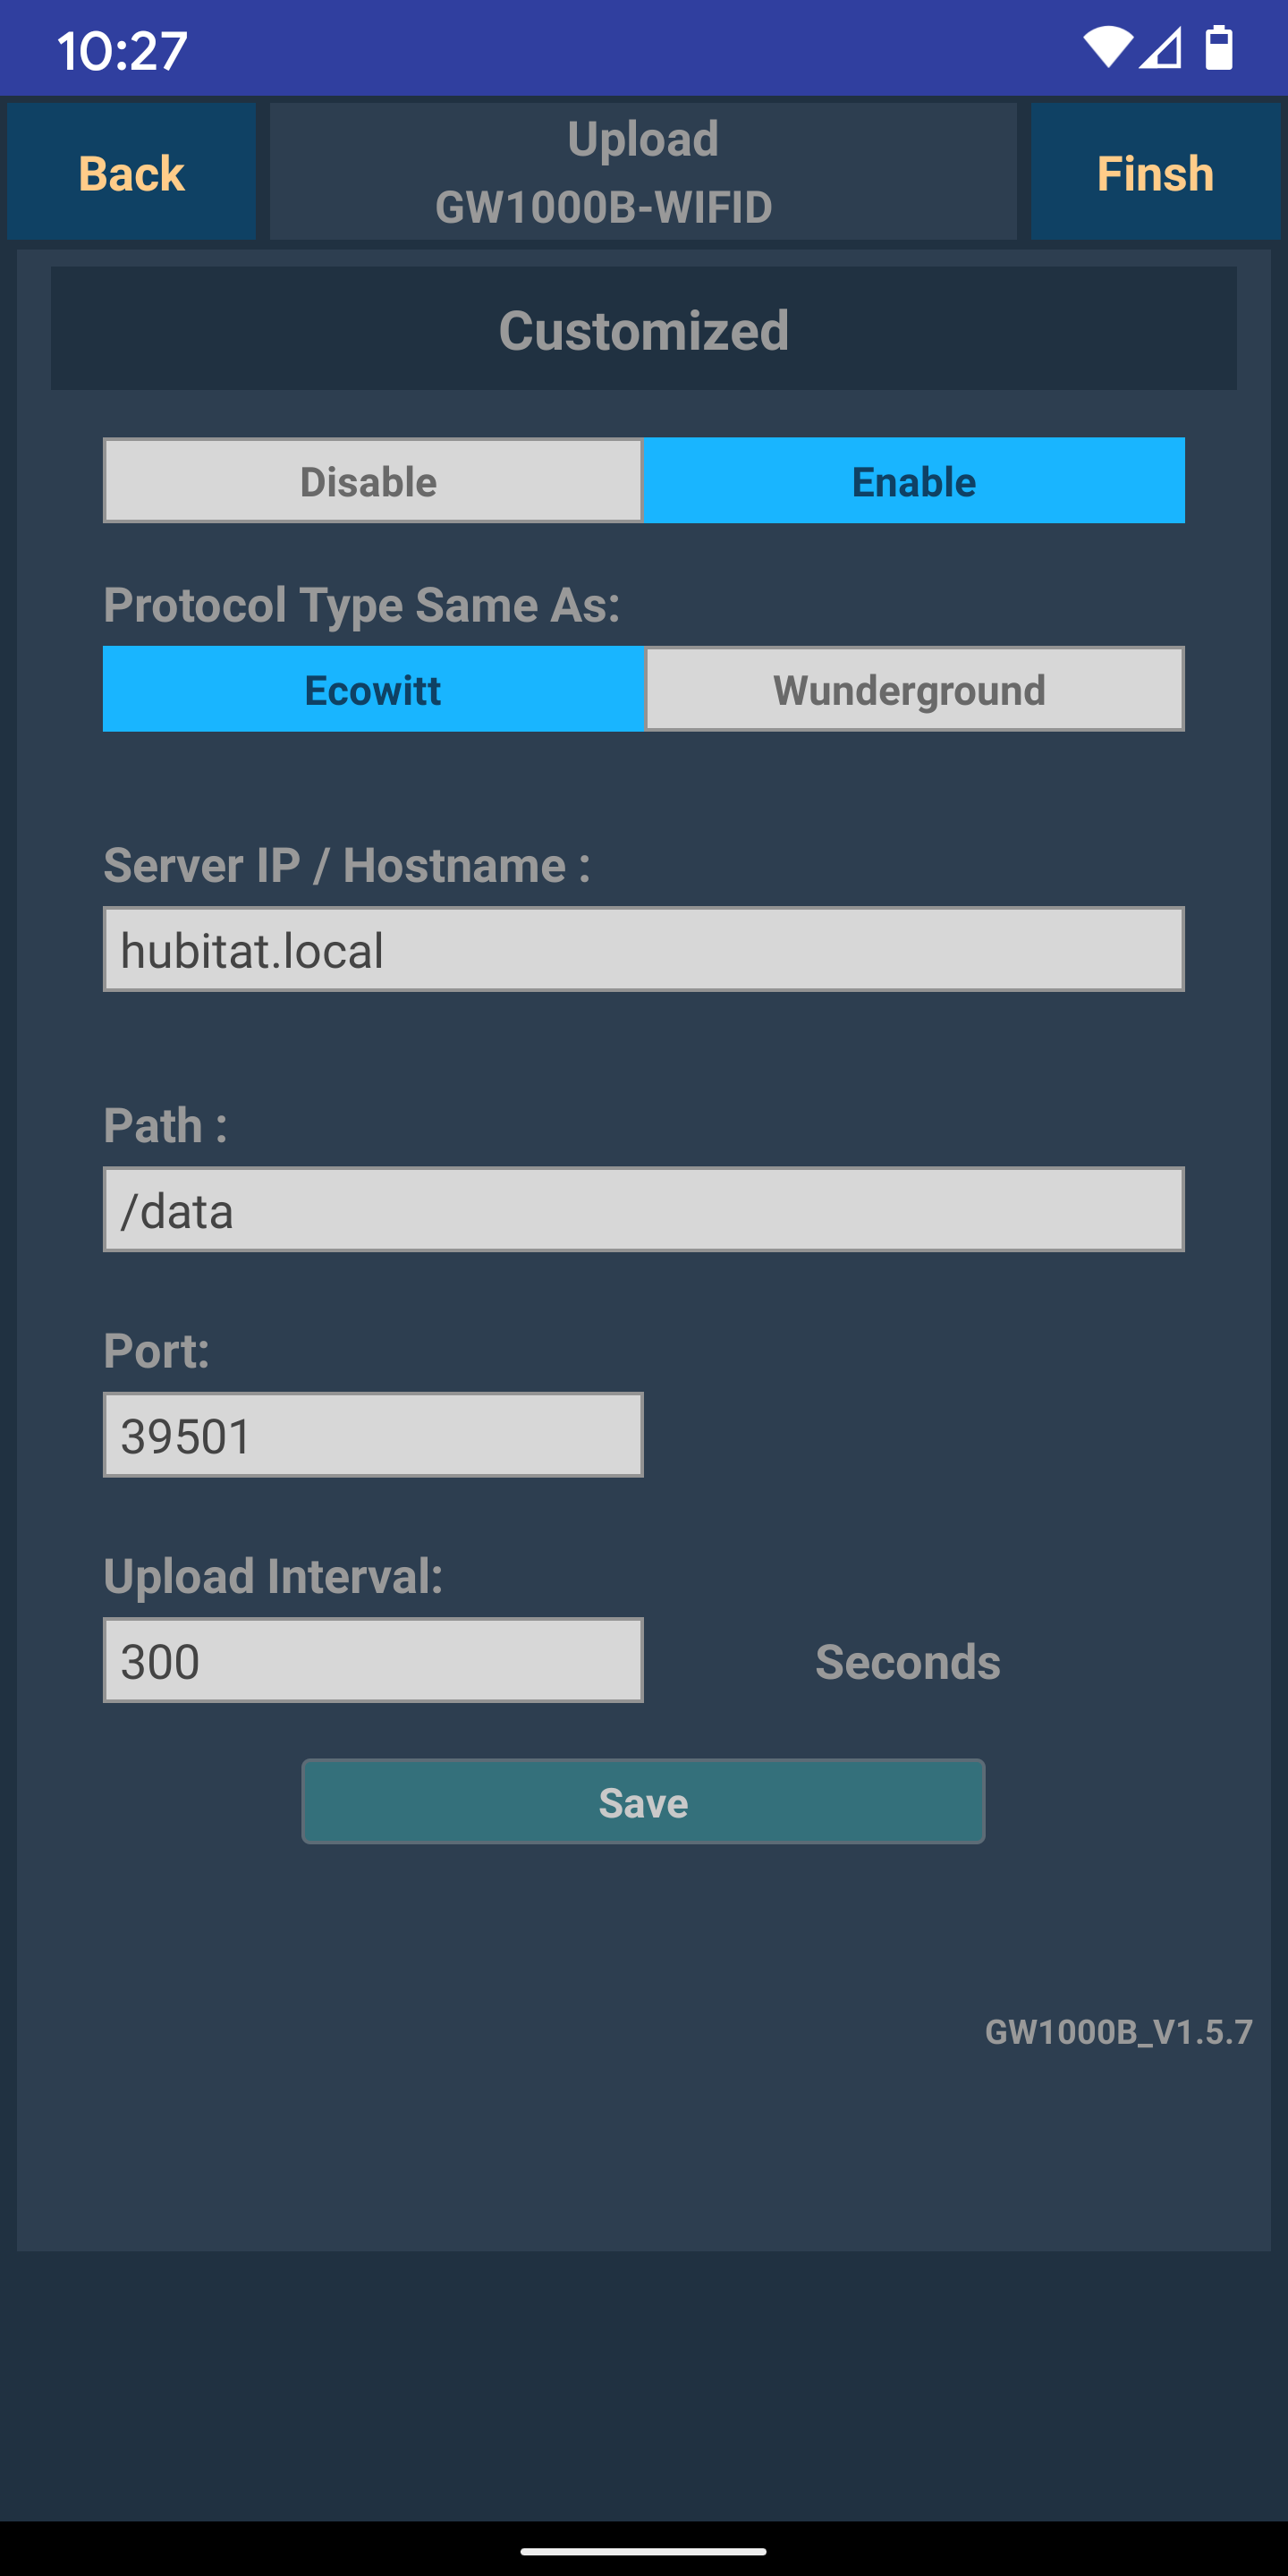 10:27
Back
Upload
GW1000B-WIFID
Finsh
Customized
Disable
Enable
Protocol Type Same As:
Ecowitt
Wunderground
Server IP / Hostname :
hubitat.local
Path :
/data
Port:
39501
Upload Interval:
300
Seconds
Save
GW1000B_V1.5.7